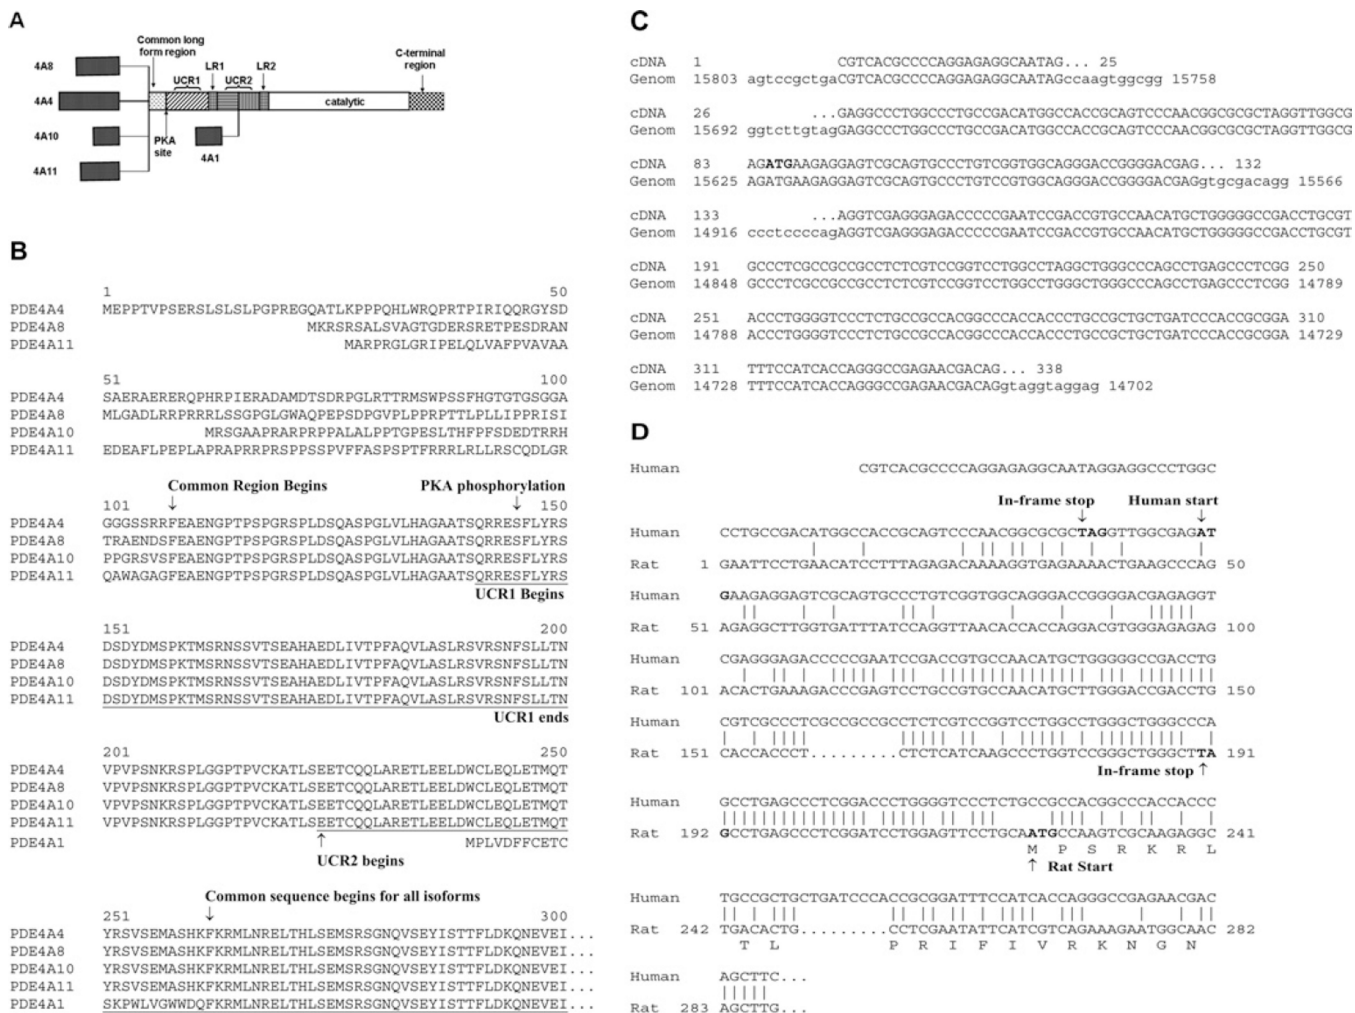 A
Common long
form region
C-terminal
region
4A8
UCR1
LR1
UCR2
LR2
4A4
catalytic
4A10
PKA
site
4A1
4A11
B
1 50
PDE4A4 MEPPTVPSERSLSLSLPGPREGQATLKPPPQHLWRQPRTPIRIQQRGYSD
PDE4A8 MKRSRSALSVAGTGDERSRETPESDRAN
PDE4A11 MARPRGLGRIPELQLVAFPVAVAA
51 100
PDE4A4 SAERAERERQPHRPIERADAMDTSDRPGLRTTRMSWPSSFHGTGTGSGGA
PDE4A8 MLGADLRRPRRRLSSGPGLGWAQPEPSDPGVPLPPRPTTLPLLIPPRISI
PDE4A10 MRSGAAPRARPRPPALALPPTGPESLTHFPFSDEDTRRH
PDE4A11 EDEAFLPEPLAPRAPRRPRSPPSSPVFFASPSPTFRRRLRLLRSCQDLGR
Common Region Begins PKA phosphorylation
101 150
PDE4A4 GGGSSRRFEAENGPTPSPGRSPLDSQASPGLVLHAGAATSQRRESFLYRS
PDE4A8 TRAENDSFEAENGPTPSPGRSPLDSQASPGLVLHAGAATSQRRESFLYRS
PDE4A10 PPGRSVSFEAENGPTPSPGRSPLDSQASPGLVLHAGAATSQRRESFLYRS
PDE4A11 QAWAGAGFEAENGPTPSPGRSPLDSQASPGLVLHAGAATSQRRESFLYRS
UCR1 Begins
151 200
PDE4A4 DSDYDMSPKTMSRNSSVTSEAHAEDLIVTPFAQVLASLRSVRSNFSLLTN
PDE4A8 DSDYDMSPKTMSRNSSVTSEAHAEDLIVTPFAQVLASLRSVRSNFSLLTN
PDE4A10 DSDYDMSPKTMSRNSSVTSEAHAEDLIVTPFAQVLASLRSVRSNFSLLTN
PDE4A11 DSDYDMSPKTMSRNSSVTSEAHAEDLIVTPFAQVLASLRSVRSNFSLLTN
UCR1 ends
201 250
PDE4A4 VPVPSNKRSPLGGPTPVCKATLSEETCQQLARETLEELDWCLEQLETMQT
PDE4A8 VPVPSNKRSPLGGPTPVCKATLSEETCQQLARETLEELDWCLEQLETMQT
PDE4A10 VPVPSNKRSPLGGPTPVCKATLSEETCQQLARETLEELDWCLEQLETMQT
PDE4A11 VPVPSNKRSPLGGPTPVCKATLSEETCQQLARETLEELDWCLEQLETMQT
PDE4A1 MPLVDFFCETC
UCR2 begins
Common sequence begins for all isoforms
251 300
PDE4A4 YRSVSEMASHKFKRMLNRELTHLSEMSRSGNQVSEYISTTFLDKQNEVEI...
PDE4A8 YRSVSEMASHKFKRMLNRELTHLSEMSRSGNQVSEYISTTFLDKQNEVEI...
PDE4A10 YRSVSEMASHKFKRMLNRELTHLSEMSRSGNQVSEYISTTFLDKQNEVEI...
PDE4A11 YRSVSEMASHKFKRMLNRELTHLSEMSRSGNQVSEYISTTFLDKQNEVEI...
PDE4A1 SKPWLVGWWDQFKRMLNRELTHLSEMSRSGNQVSEYISTTFLDKQNEVEI...
C
cDNA 1 CGTCACGCCCCAGGAGAGGCAATAG... 25
Genom 15803 agtccgctgaCGTCACGCCCCAGGAGAGGCAATAGccaagtggcgg 15758
cDNA 26 ...GAGGCCCTGGCCCTGCCGACATGGCCACCGCAGTCCCAACGGCGCGCTAGGTTGGCG
Genom 15692 ggtcttgtagGAGGCCCTGGCCCTGCCGACATGGCCACCGCAGTCCCAACGGCGCGCTAGGTTGGCG
cDNA 83 AGATGAAGAGGAGTCGCAGTGCCCTGTCGGTGGCAGGGACCGGGGACGAG... 132
Genom 15625 AGATGAAGAGGAGTCGCAGTGCCCTGTCCGTGGCAGGGACCGGGGACGAGgtgcgacagg 15566
cDNA 133 ...AGGTCGAGGGAGACCCCCGAATCCGACCGTGCCAACATGCTGGGGGCCGACCTGCGT
Genom 14916 ccctccccagAGGTCGAGGGAGACCCCCGAATCCGACCGTGCCAACATGCTGGGGGCCGACCTGCGT
cDNA 191 GCCCTCGCCGCCGCCTCTCGTCCGGTCCTGGCCTAGGCTGGGCCCAGCCTGAGCCCTCGG 250
Genom 14848 GCCCTCGCCGCCGCCTCTCGTCCGGTCCTGGCCTGGGCTGGGCCCAGCCTGAGCCCTCGG 14789
cDNA 251 ACCCTGGGGTCCCTCTGCCGCCACGGCCCACCACCCTGCCGCTGCTGATCCCACCGCGGA 310
Genom 14788 ACCCTGGGGTCCCTCTGCCGCCACGGCCCACCACCCTGCCGCTGCTGATCCCACCGCGGA 14729
cDNA 311 TTTCCATCACCAGGGCCGAGAACGACAG... 338
Genom 14728 TTTCCATCACCAGGGCCGAGAACGACAGgtaggtaggag 14702
D
Human CGTCACGCCCCAGGAGAGGCAATAGGAGGCCCTGGC
In-frame stop Human start
Human CCTGCCGACATGGCCACCGCAGTCCCAACGGCGCGCTAGGTTGGCGAGAT
Rat 1 GAATTCCTGAACATCCTTTAGAGACAAAAGGTGAGAAAACTGAAGCCCAG 50
Human GAAGAGGAGTCGCAGTGCCCTGTCGGTGGCAGGGACCGGGGACGAGAGGT
Rat 51 AGAGGCTTGGTGATTTATCCAGGTTAACACCACCAGGACGTGGGAGAGAG 100
Human CGAGGGAGACCCCCGAATCCGACCGTGCCAACATGCTGGGGGCCGACCTG
Rat 101 ACACTGAAAGACCCGAGTCCTGCCGTGCCAACATGCTTGGGACCGACCTG 150
Human CGTCGCCCTCGCCGCCGCCTCTCGTCCGGTCCTGGCCTGGGCTGGGCCCA
Rat 151 CACCACCCT.........CTCTCATCAAGCCCTGGTCCGGGCTGGGCTTA 191
In-frame stop
Human GCCTGAGCCCTCGGACCCTGGGGTCCCTCTGCCGCCACGGCCCACCACCC
Rat 192 GCCTGAGCCCTCGGATCCTGGAGTTCCTGCAATGCCAAGTCGCAAGAGGC 241
M P S R K R L
Rat Start
Human TGCCGCTGCTGATCCCACCGCGGATTTCCATCACCAGGGCCGAGAACGAC
Rat 242 TGACACTG.........CCTCGAATATTCATCGTCAGAAAGAATGGCAAC 282
T L P R I F I V R K N G N
Human AGCTTC...
Rat 283 AGCTTG...